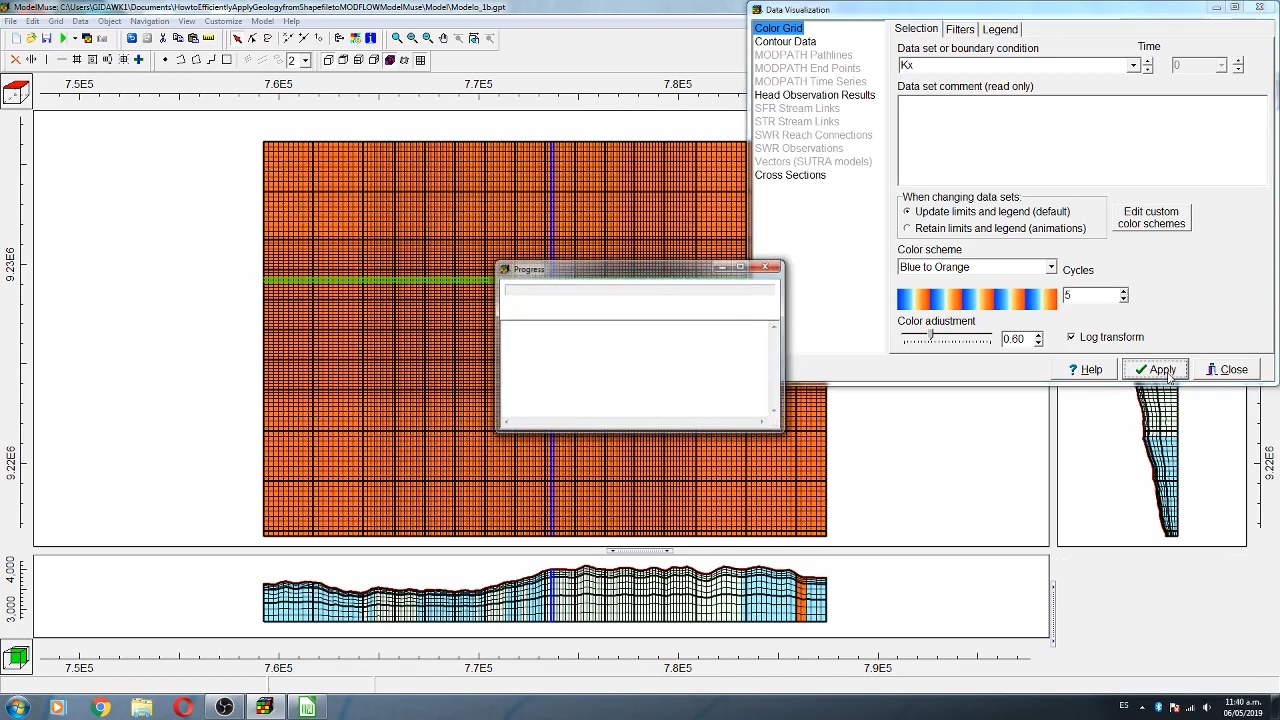 ModelMuse: C:\Users\GIDAWK1\Documents\HowtoEfficientlyApplyGeologyfromShapefiletoMODFLOWModelMuse\Model\Modelo_1b.gpt
File Edit Grid Data Object Navigation View Customize Model Help
2
7.5E5 7.6E5 7.7E5 7.8E5
9.23E6
9.22E6
4,000
3,000
7.5E5 7.6E5 7.7E5 7.8E5 7.9E5
9.22E6
Progress
Data Visualization
Color Grid
Contour Data
MODPATH Pathlines
MODPATH End Points
MODPATH Time Series
Head Observation Results
SFR Stream Links
STR Stream Links
SWR Reach Connections
SWR Observations
Vectors (SUTRA models)
Cross Sections
Selection Filters Legend
Data set or boundary condition Time
Kx 0
Data set comment (read only)
When changing data sets:
Update limits and legend (default)
Retain limits and legend (animations)
Edit custom
color schemes
Color scheme
Blue to Orange
Cycles
5
Color adjustment
0.60
Log transform
? Help Apply Close
ES
11:40 a.m.
06/05/2019